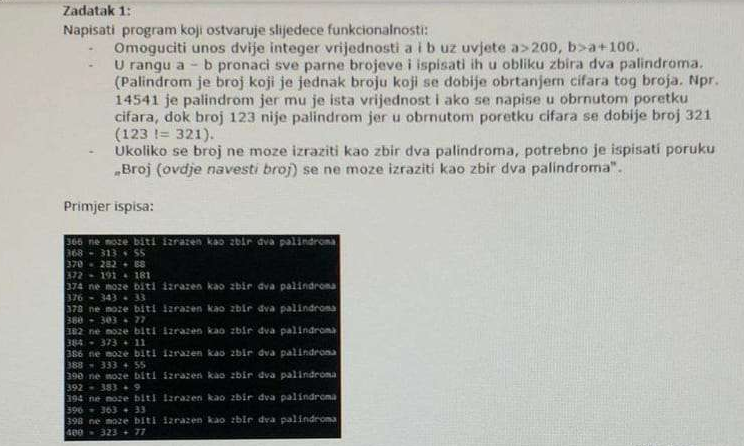 Zadatak 1:
Napisati program koji ostvaruje slijedece funkcionalnosti:
- Omoguciti unos dvije integer vrijednosti a i b uz uvjete a>200, b>a+100.
- U rangu a – b pronaci sve parne brojeve i ispisati ih u obliku zbira dva palindroma.
(Palindrom je broj koji je jednak broju koji se dobije obrtanjem cifara tog broja. Npr.
14541 je palindrom jer mu je ista vrijednost i ako se napise u obrnutom poretku
cifara, dok broj 123 nije palindrom jer u obrnutom poretku cifara se dobije broj 321
(123 != 321).
- Ukoliko se broj ne moze izraziti kao zbir dva palindroma, potrebno je ispisati poruku
„Broj (ovdje navesti broj) se ne moze izraziti kao zbir dva palindroma".
Primjer ispisa:
366 ne moze biti izrazen kao zbir dva palindroma
368 = 313 + 55
370 = 282 + 88
372 = 191 + 181
374 ne moze biti izrazen kao zbir dva palindroma
376 = 343 + 33
378 ne moze biti izrazen kao zbir dva palindroma
380 = 303 + 77
382 ne moze biti izrazen kao zbir dva palindroma
384 = 373 + 11
386 ne moze biti izrazen kao zbir dva palindroma
388 = 333 + 55
390 ne moze biti izrazen kao zbir dva palindroma
392 = 383 + 9
394 ne moze biti izrazen kao zbir dva palindroma
396 = 363 + 33
398 ne moze biti izrazen kao zbir dva palindroma
400 = 323 + 77